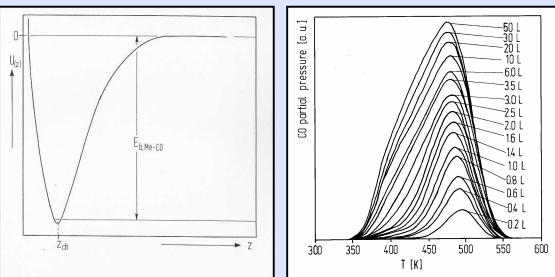 0
U(z)
E b,Me-CO
z ch
z
CO partial pressure [a.u.]
50 L
30 L
20 L
10 L
6.0 L
3.5 L
3.0 L
2.5 L
2.0 L
1.6 L
1.4 L
1.0 L
0.8 L
0.6 L
0.4 L
0.2 L
300 350 400 450 500 550 600
T [K]